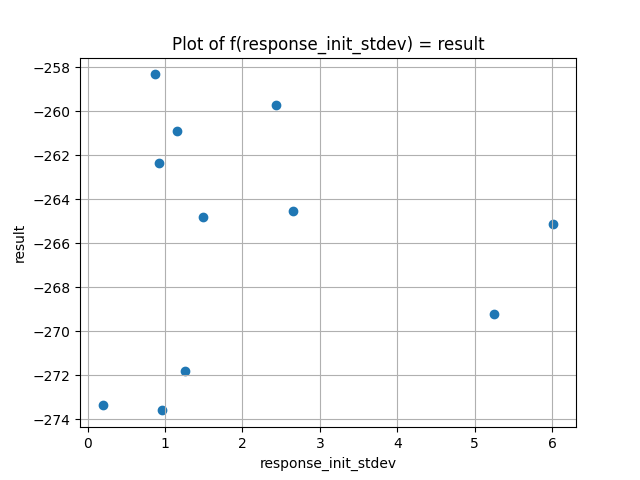 Plot of f(response_init_stdev) = result
−258
−260
−262
−264
−266
−268
−270
−272
−274
result
0 1 2 3 4 5 6
response_init_stdev